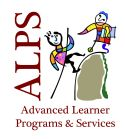 ALPS
Advanced Learner
Programs & Services